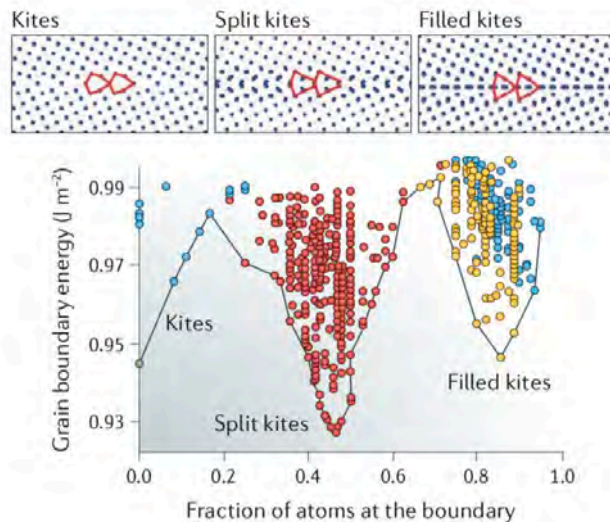 Kites
Split kites
Filled kites
Grain boundary energy (J m⁻²)
0.99
0.97
0.95
0.93
Kites
Split kites
Filled kites
0.0
0.2
0.4
0.6
0.8
1.0
Fraction of atoms at the boundary